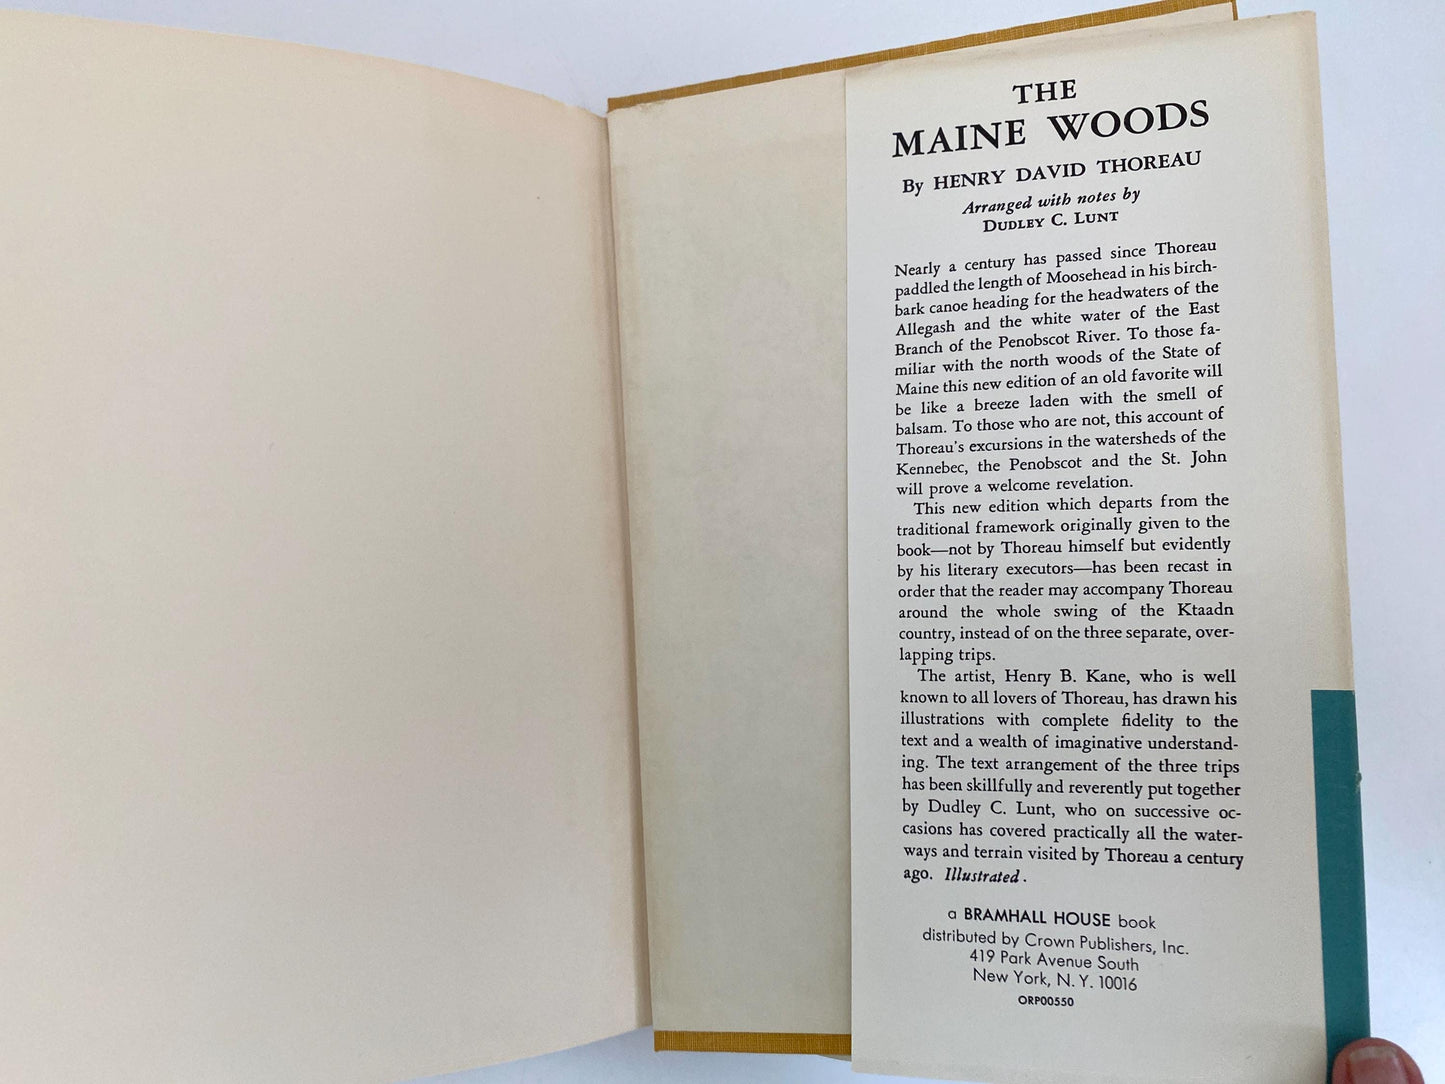 THE
MAINE WOODS
By HENRY DAVID THOREAU
Arranged with notes by
DUDLEY C. LUNT
Nearly a century has passed since Thoreau
paddled the length of Moosehead in his birch-
bark canoe heading for the headwaters of the
Allegash and the white water of the East
Branch of the Penobscot River. To those fa-
miliar with the north woods of the State of
Maine this new edition of an old favorite will
be like a breeze laden with the smell of
balsam. To those who are not, this account of
Thoreau's excursions in the watersheds of the
Kennebec, the Penobscot and the St. John
will prove a welcome revelation.
This new edition which departs from the
traditional framework originally given to the
book—not by Thoreau himself but evidently
by his literary executors—has been recast in
order that the reader may accompany Thoreau
around the whole swing of the Ktaadn
country, instead of on the three separate, over-
lapping trips.
The artist, Henry B. Kane, who is well
known to all lovers of Thoreau, has drawn his
illustrations with complete fidelity to the
text and a wealth of imaginative understand-
ing. The text arrangement of the three trips
has been skillfully and reverently put together
by Dudley C. Lunt, who on successive oc-
casions has covered practically all the water-
ways and terrain visited by Thoreau a century
ago. Illustrated.
a BRAMHALL HOUSE book
distributed by Crown Publishers, Inc.
419 Park Avenue South
New York, N. Y. 10016
ORP00550